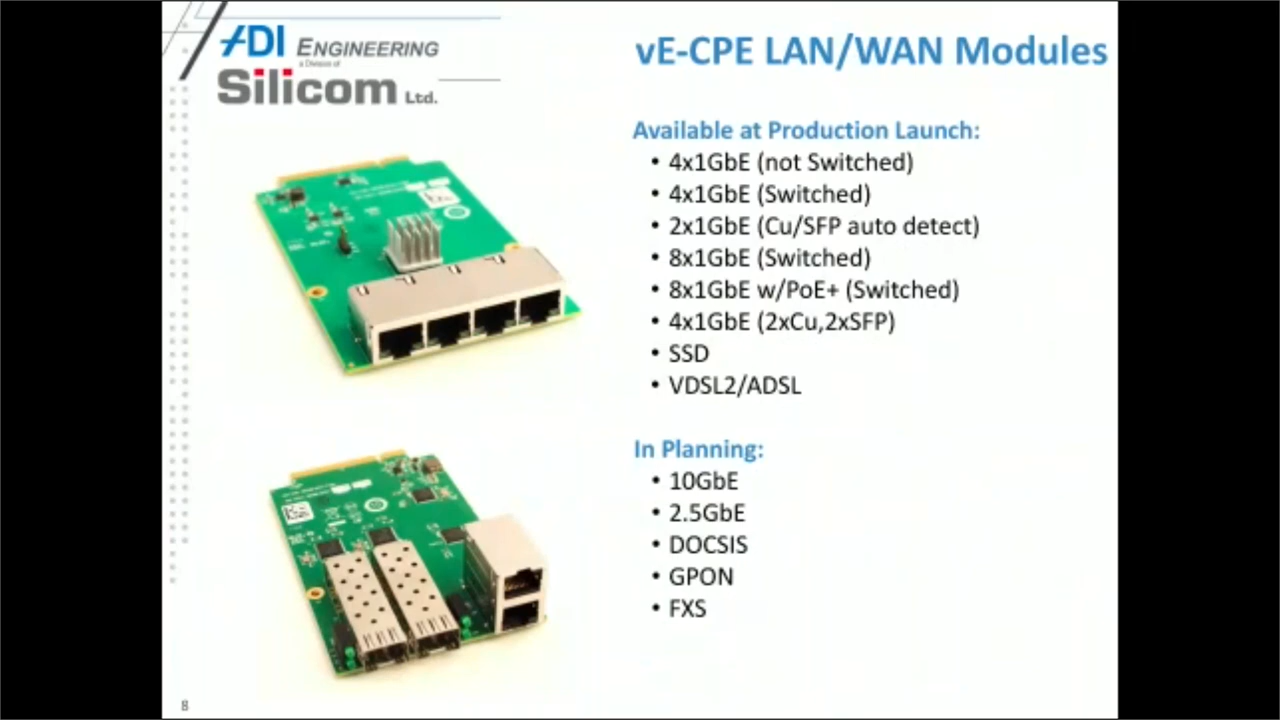 ADI ENGINEERING
a Division of
Silicom Ltd.
vE-CPE LAN/WAN Modules
Available at Production Launch:
• 4x1GbE (not Switched)
• 4x1GbE (Switched)
• 2x1GbE (Cu/SFP auto detect)
• 8x1GbE (Switched)
• 8x1GbE w/PoE+ (Switched)
• 4x1GbE (2xCu,2xSFP)
• SSD
• VDSL2/ADSL
In Planning:
• 10GbE
• 2.5GbE
• DOCSIS
• GPON
• FXS
8